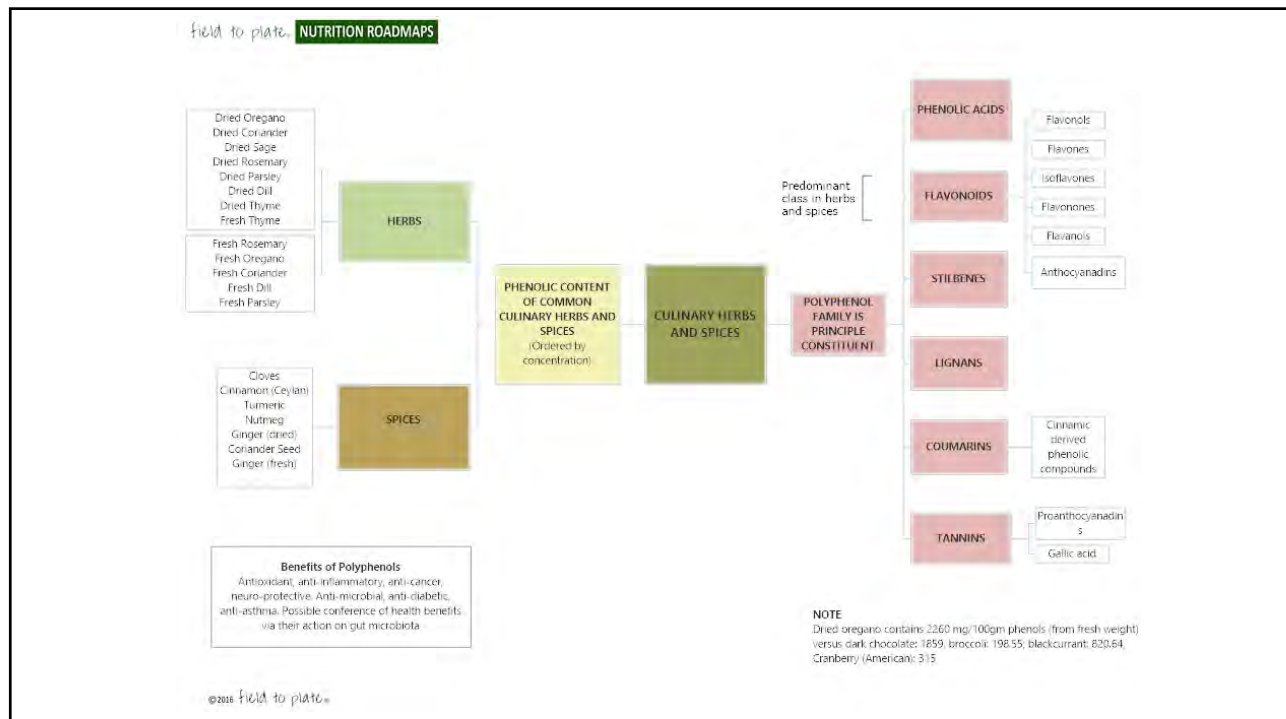 field to plate® NUTRITION ROADMAPS
Dried Oregano
Dried Coriander
Dried Sage
Dried Rosemary
Dried Parsley
Dried Dill
Dried Thyme
Fresh Thyme
Fresh Rosemary
Fresh Oregano
Fresh Coriander
Fresh Dill
Fresh Parsley
HERBS
Cloves
Cinnamon (Ceylan)
Turmeric
Nutmeg
Ginger (dried)
Coriander Seed
Ginger (fresh)
SPICES
PHENOLIC CONTENT
OF COMMON
CULINARY HERBS AND
SPICES
(Ordered by
concentration)
CULINARY HERBS
AND SPICES
POLYPHENOL
FAMILY IS
PRINCIPLE
CONSTITUENT
Predominant
class in herbs
and spices
PHENOLIC ACIDS
FLAVONOIDS
Flavonols
Flavones
Isoflavones
Flavonones
Flavanols
Anthocyanadins
STILBENES
LIGNANS
COUMARINS
Cinnamic
derived
phenolic
compounds
TANNINS
Proanthocyanadin
s
Gallic acid
Benefits of Polyphenols
Antioxidant, anti-inflammatory, anti-cancer,
neuro-protective. Anti-microbial, anti-diabetic,
anti-asthma. Possible conference of health benefits
via their action on gut microbiota
NOTE
Dried oregano contains 2260 mg/100gm phenols (from fresh weight)
versus dark chocolate: 1859, broccoli: 198.55; blackcurrant: 820.64,
Cranberry (American): 315
©2016 field to plate®